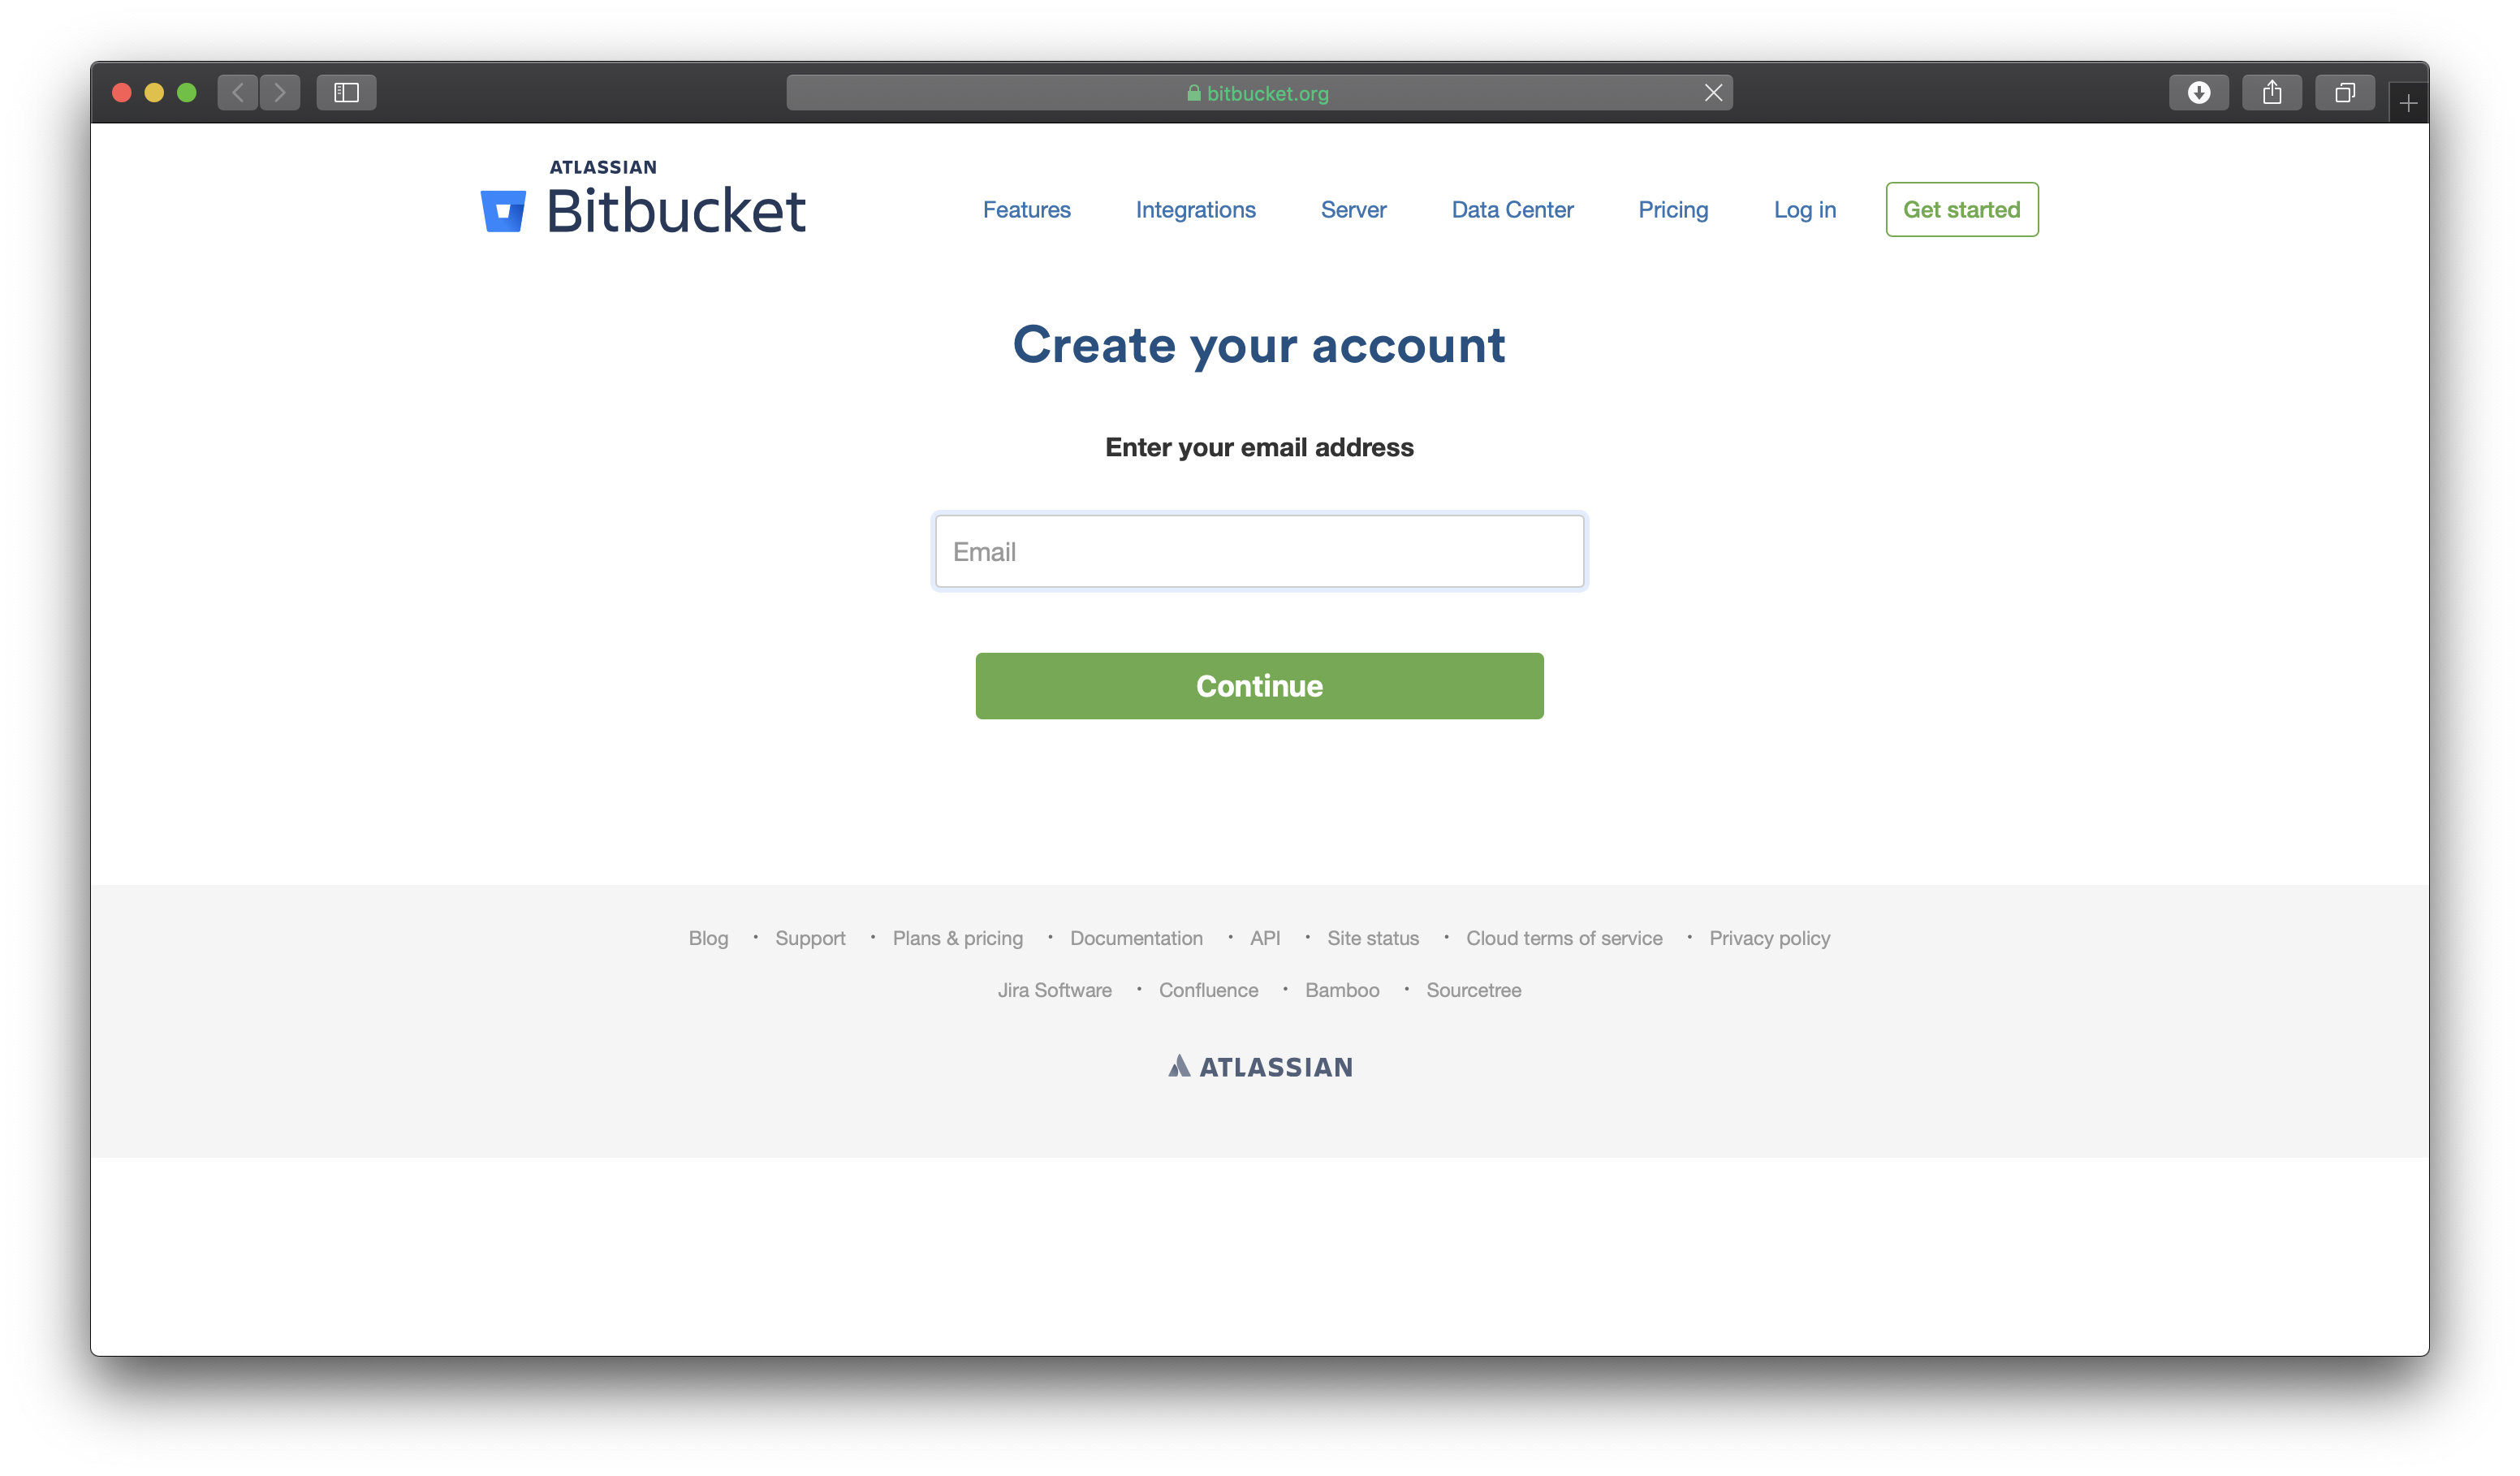 bitbucket.org
ATLASSIAN
Bitbucket
Features Integrations Server Data Center Pricing Log in Get started
Create your account
Enter your email address
Email
Continue
Blog · Support · Plans & pricing · Documentation · API · Site status · Cloud terms of service · Privacy policy
Jira Software · Confluence · Bamboo · Sourcetree
ATLASSIAN